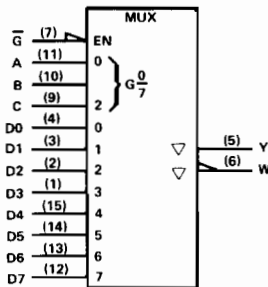 MUX
G̅ (7) EN
A (11) 0
B (10) G 0/7
C (9) 2
D0 (4) 0
D1 (3) 1 ▽ (5) Y
D2 (2) 2 ▽ (6) W
D3 (1) 3
D4 (15) 4
D5 (14) 5
D6 (13) 6
D7 (12) 7